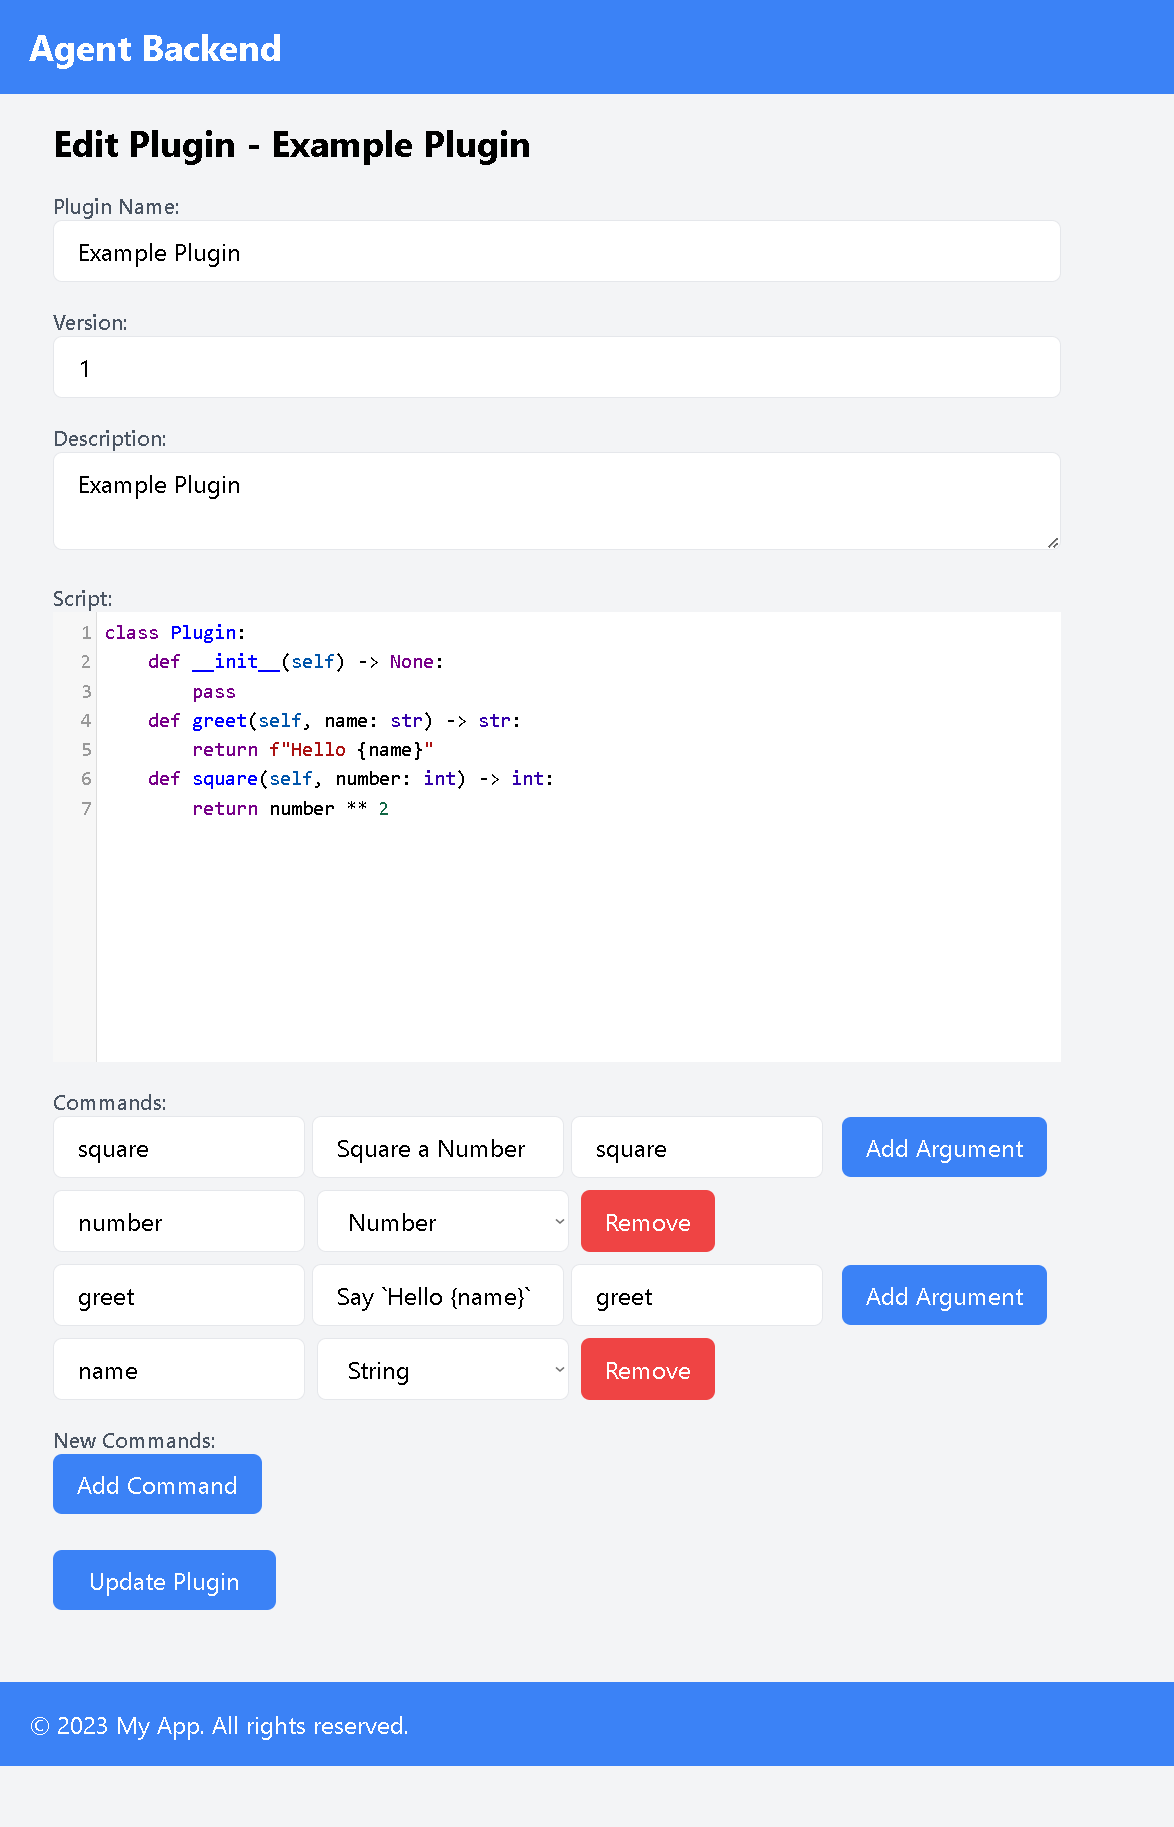 Agent Backend
Edit Plugin - Example Plugin
Plugin Name:
Example Plugin
Version:
1
Description:
Example Plugin
Script:
1 class Plugin:
2     def __init__(self) -> None:
3         pass
4     def greet(self, name: str) -> str:
5         return f"Hello {name}"
6     def square(self, number: int) -> int:
7         return number ** 2
Commands:
square Square a Number square Add Argument
number Number Remove
greet Say `Hello {name}` greet Add Argument
name String Remove
New Commands:
Add Command
Update Plugin
© 2023 My App. All rights reserved.